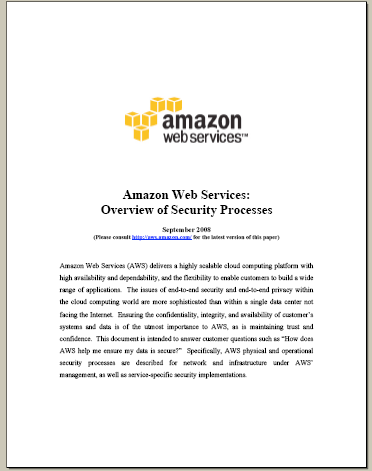 amazon
webservices™
Amazon Web Services:
Overview of Security Processes
September 2008
(Please consult http://aws.amazon.com/ for the latest version of this paper)
Amazon Web Services (AWS) delivers a highly scalable cloud computing platform with
high availability and dependability, and the flexibility to enable customers to build a wide
range of applications. The issues of end-to-end security and end-to-end privacy within
the cloud computing world are more sophisticated than within a single data center not
facing the Internet. Ensuring the confidentiality, integrity, and availability of customer's
systems and data is of the utmost importance to AWS, as is maintaining trust and
confidence. This document is intended to answer customer questions such as "How does
AWS help me ensure my data is secure?" Specifically, AWS physical and operational
security processes are described for network and infrastructure under AWS'
management, as well as service-specific security implementations.